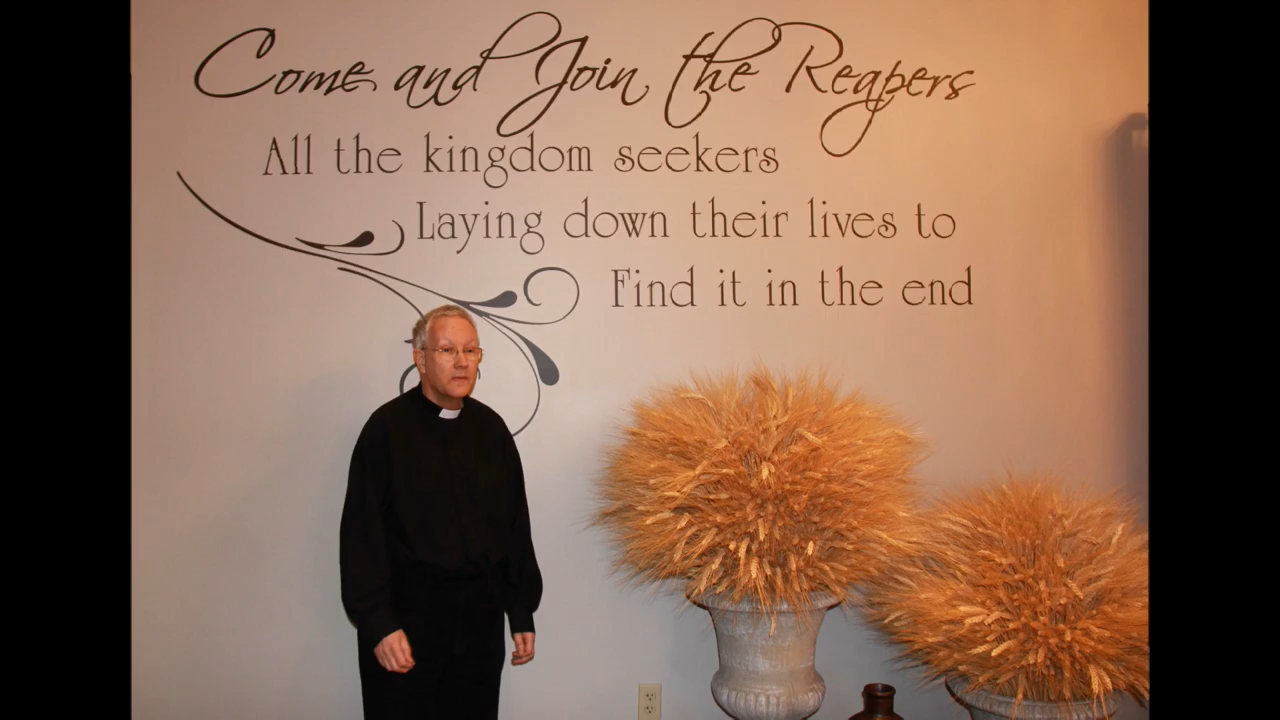 Come and Join the Reapers
All the kingdom seekers
Laying down their lives to
Find it in the end